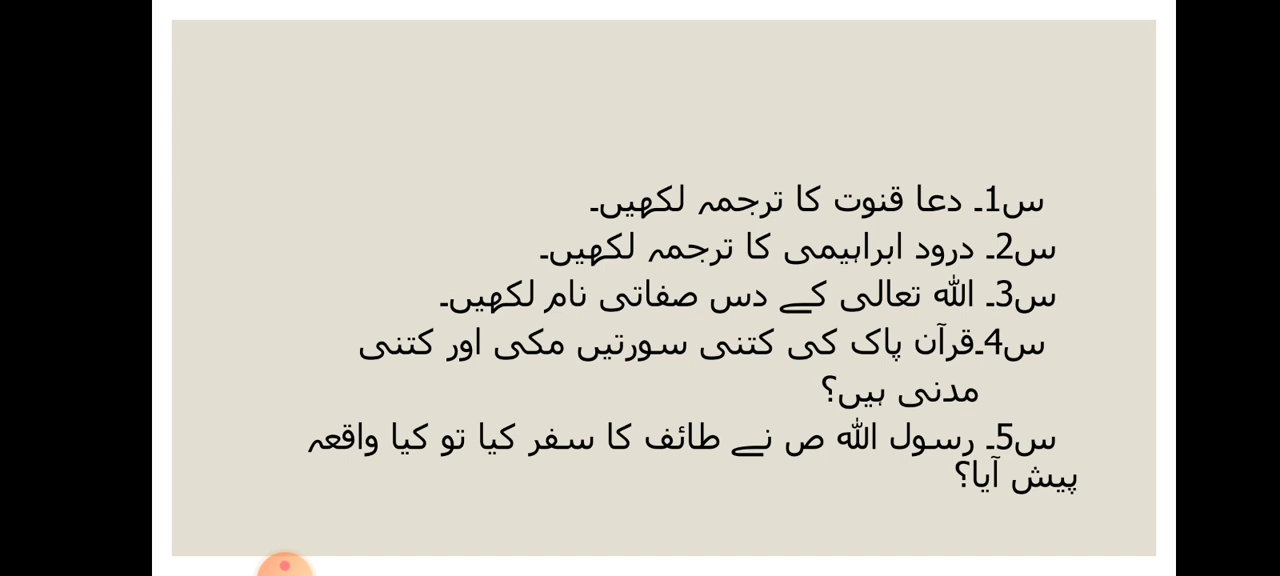 س1۔ دعا قنوت کا ترجمہ لکھیں۔
س2۔ درود ابراہیمی کا ترجمہ لکھیں۔
س3۔ اللہ تعالی کے دس صفاتی نام لکھیں۔
س4۔قرآن پاک کی کتنی سورتیں مکی اور کتنی
مدنی ہیں؟
س5۔ رسول اللہ ص نے طائف کا سفر کیا تو کیا واقعہ
پیش آیا؟